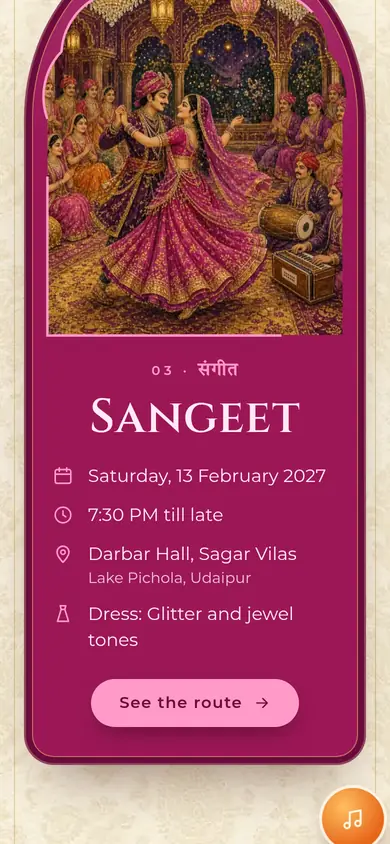 03 · संगीत
SANGEET
Saturday, 13 February 2027
7:30 PM till late
Darbar Hall, Sagar Vilas
Lake Pichola, Udaipur
Dress: Glitter and jewel
tones
See the route →